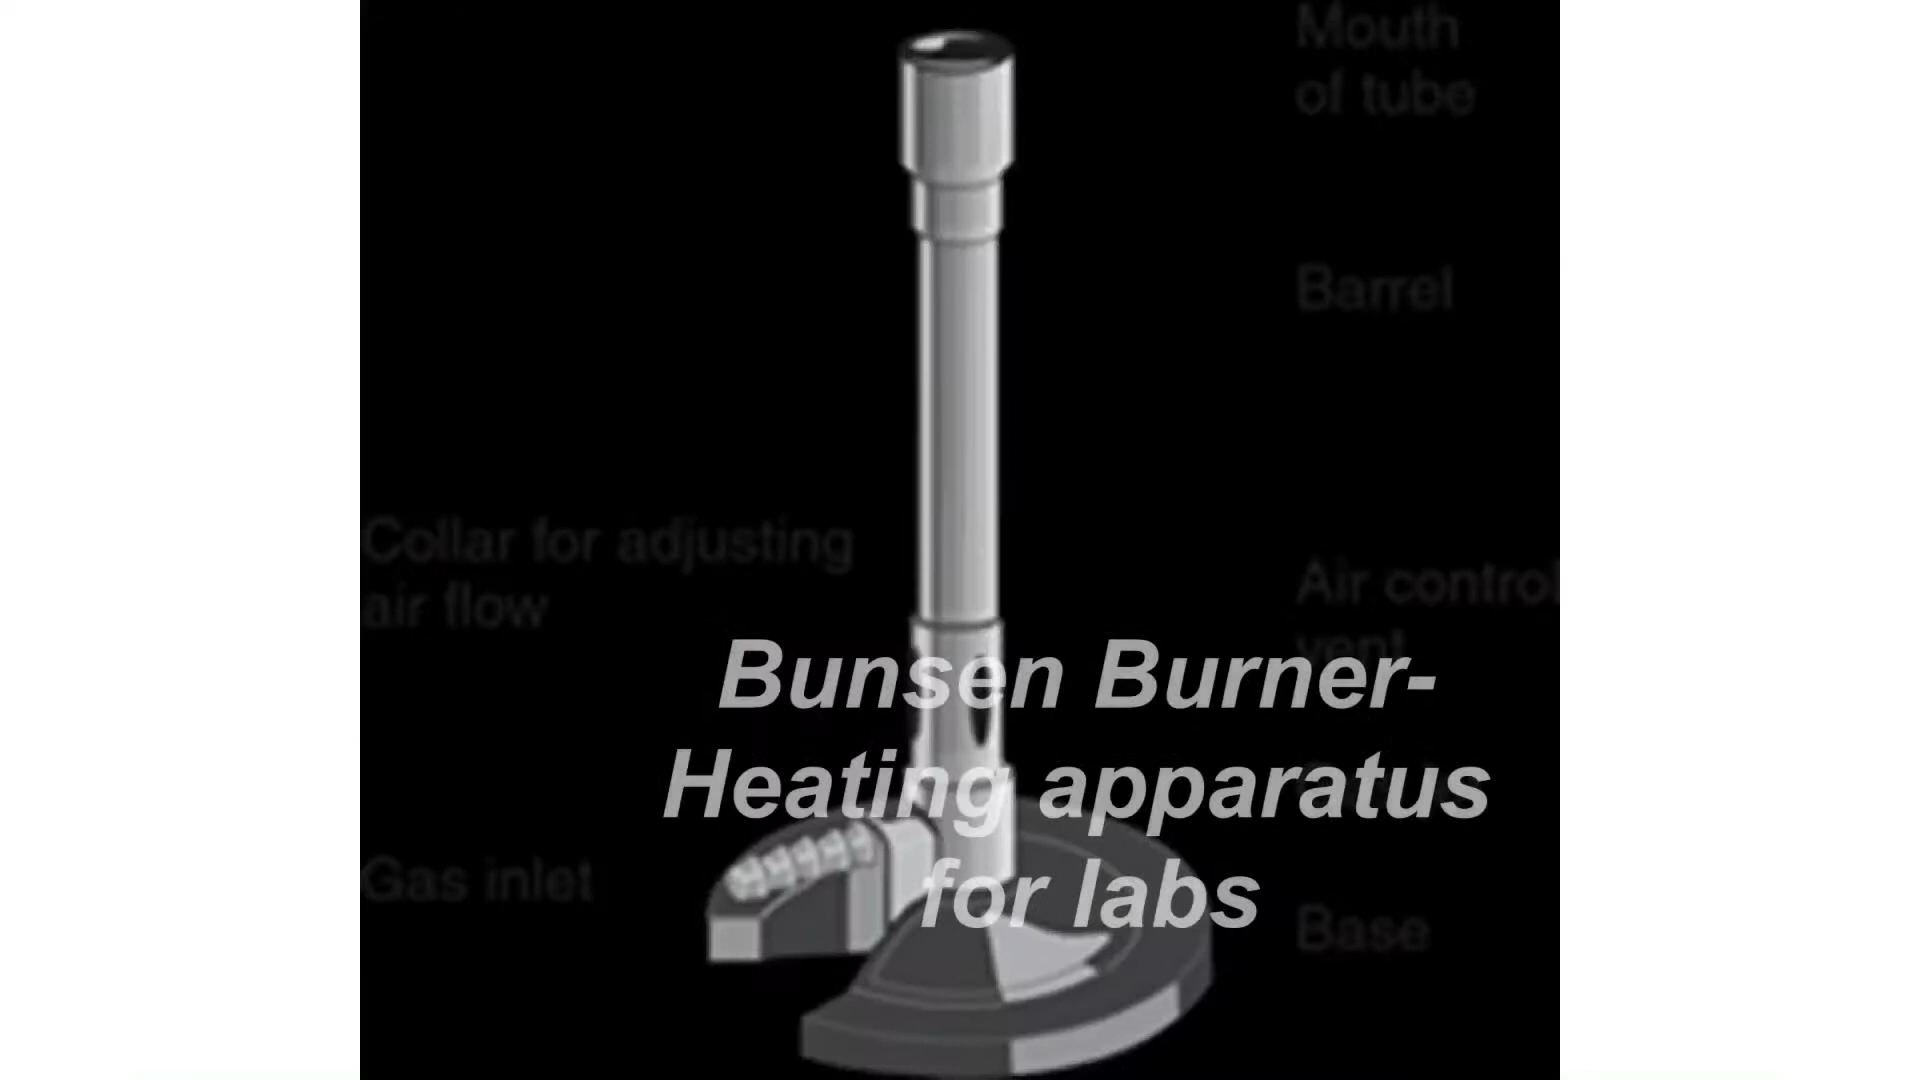 Mouth
of tube
Barrel
Collar for adjusting
air flow
Air control
vent
Bunsen Burner-
Heating apparatus
for labs
Gas inlet
Base